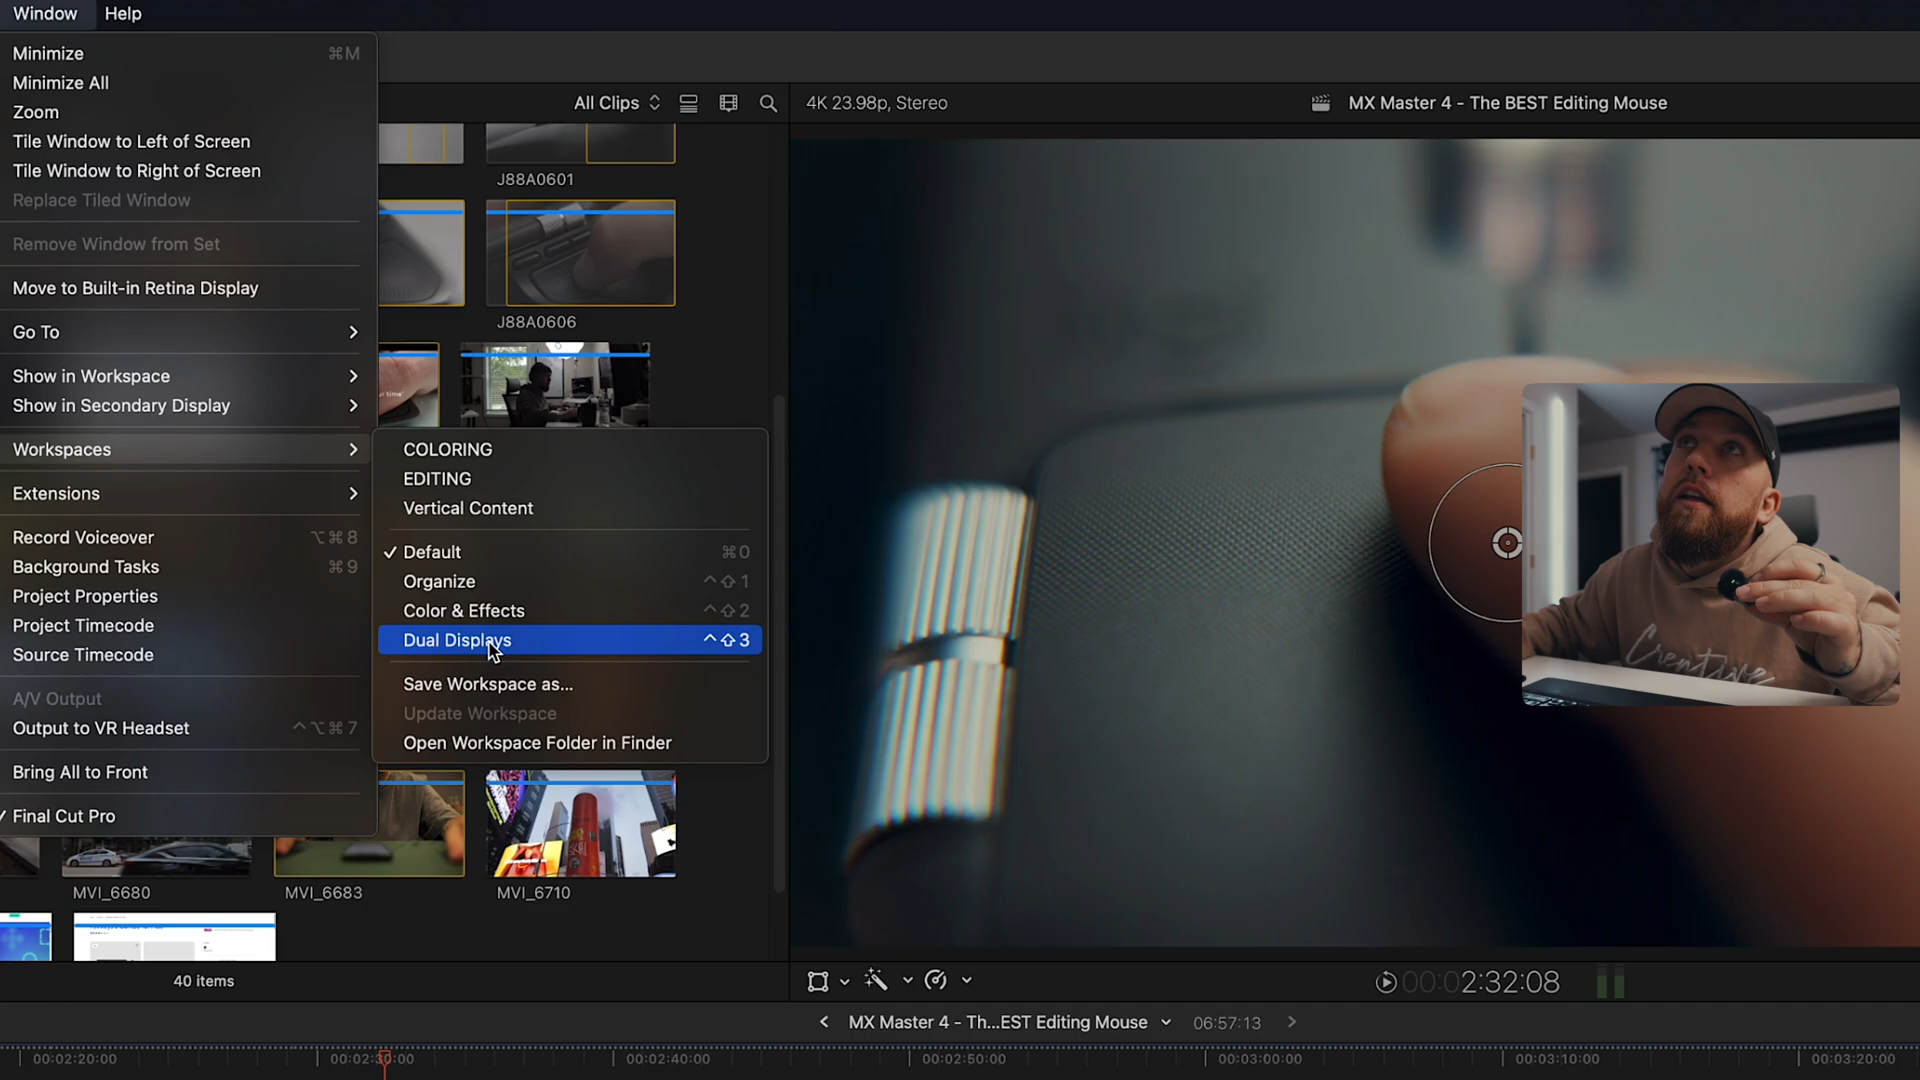 Window
Help
Minimize ⌘M
Minimize All
Zoom
Tile Window to Left of Screen
Tile Window to Right of Screen
Replace Tiled Window
Remove Window from Set
Move to Built-in Retina Display
Go To
Show in Workspace
Show in Secondary Display
Workspaces
Extensions
Record Voiceover ⌥⌘8
Background Tasks ⌘9
Project Properties
Project Timecode
Source Timecode
A/V Output
Output to VR Headset ^⌥⌘7
Bring All to Front
✓ Final Cut Pro
COLORING
EDITING
Vertical Content
✓ Default ⌘0
Organize ^⇧1
Color & Effects ^⇧2
Dual Displays ^⇧3
Save Workspace as...
Update Workspace
Open Workspace Folder in Finder
All Clips
J88A0601
J88A0606
MVI_6680
MVI_6683
MVI_6710
40 items
4K 23.98p, Stereo
MX Master 4 - The BEST Editing Mouse
Creative
00:02:32:08
MX Master 4 - Th...EST Editing Mouse
06:57:13
00:02:20:00
00:02:30:00
00:02:40:00
00:02:50:00
00:03:00:00
00:03:10:00
00:03:20:00